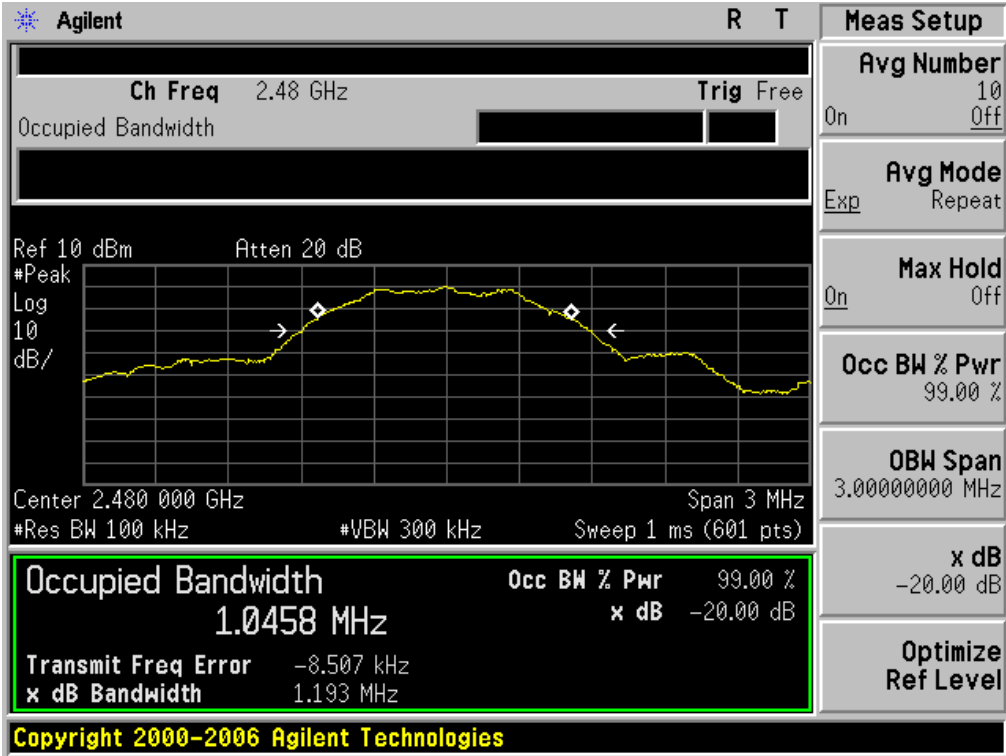 Agilent R T
Ch Freq 2.48 GHz Trig Free
Occupied Bandwidth
Ref 10 dBm Atten 20 dB
#Peak
Log
10
dB/
Center 2.480 000 GHz Span 3 MHz
#Res BW 100 kHz #VBW 300 kHz Sweep 1 ms (601 pts)
Occupied Bandwidth
1.0458 MHz
Occ BW % Pwr 99.00 %
x dB -20.00 dB
Transmit Freq Error -8.507 kHz
x dB Bandwidth 1.193 MHz
Copyright 2000-2006 Agilent Technologies
Meas Setup
Avg Number
10
On Off
Avg Mode
Exp Repeat
Max Hold
On Off
Occ BW % Pwr
99.00 %
OBW Span
3.00000000 MHz
x dB
-20.00 dB
Optimize
Ref Level